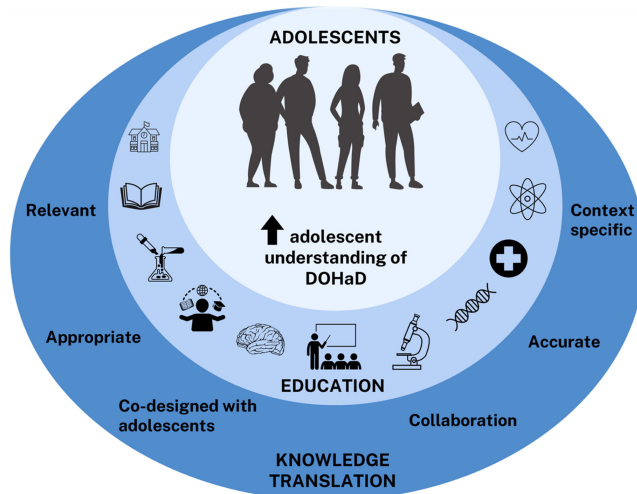 ADOLESCENTS
adolescent
understanding of
DOHaD
Relevant
Context
specific
Appropriate
Accurate
EDUCATION
Co-designed with
adolescents
Collaboration
KNOWLEDGE
TRANSLATION